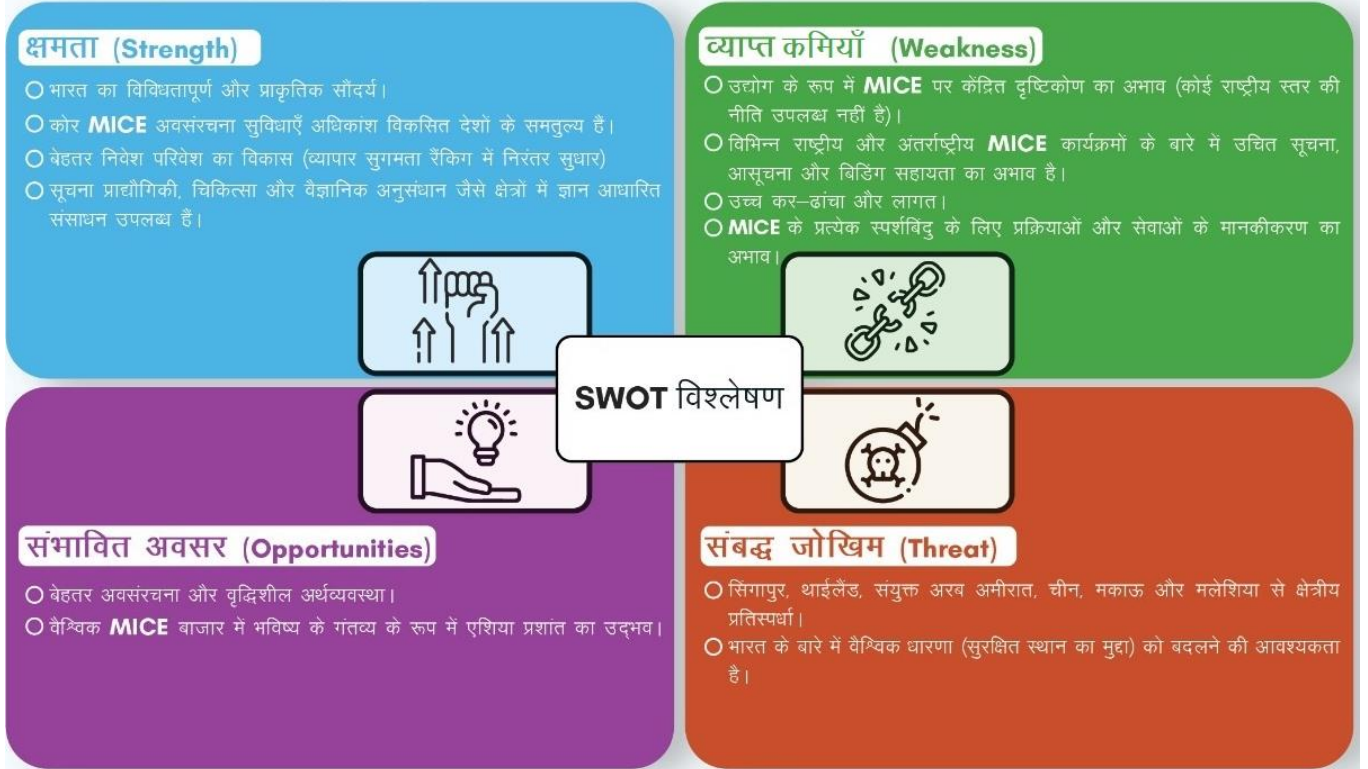 क्षमता (Strength)
भारत का विविधतापूर्ण और प्राकृतिक सौंदर्य।
कोर MICE अवसंरचना सुविधाएँ अधिकांश विकसित देशों के समतुल्य हैं।
बेहतर निवेश परिवेश का विकास (व्यापार सुगमता रैंकिग में निरंतर सुधार)
सूचना प्राद्यौगिकी, चिकित्सा और वैज्ञानिक अनुसंधान जैसे क्षेत्रों में ज्ञान आधारित
संसाधन उपलब्ध हैं।
व्याप्त कमियाँ (Weakness)
उद्योग के रूप में MICE पर केंद्रित दृष्टिकोण का अभाव (कोई राष्ट्रीय स्तर की
नीति उपलब्ध नहीं है)।
विभिन्न राष्ट्रीय और अंतर्राष्ट्रीय MICE कार्यक्रमों के बारे में उचित सूचना,
आसूचना और बिडिंग सहायता का अभाव है।
उच्च कर–ढांचा और लागत।
MICE के प्रत्येक स्पर्शबिंदु के लिए प्रक्रियाओं और सेवाओं के मानकीकरण का
अभाव।
SWOT विश्लेषण
संभावित अवसर (Opportunities)
बेहतर अवसंरचना और वृद्धिशील अर्थव्यवस्था।
वैश्विक MICE बाजार में भविष्य के गंतव्य के रूप में एशिया प्रशांत का उद्भव।
संबद्ध जोखिम (Threat)
सिंगापुर, थाईलैंड, संयुक्त अरब अमीरात, चीन, मकाऊ और मलेशिया से क्षेत्रीय
प्रतिस्पर्धा।
भारत के बारे में वैश्विक धारणा (सुरक्षित स्थान का मुद्दा) को बदलने की आवश्यकता
है।